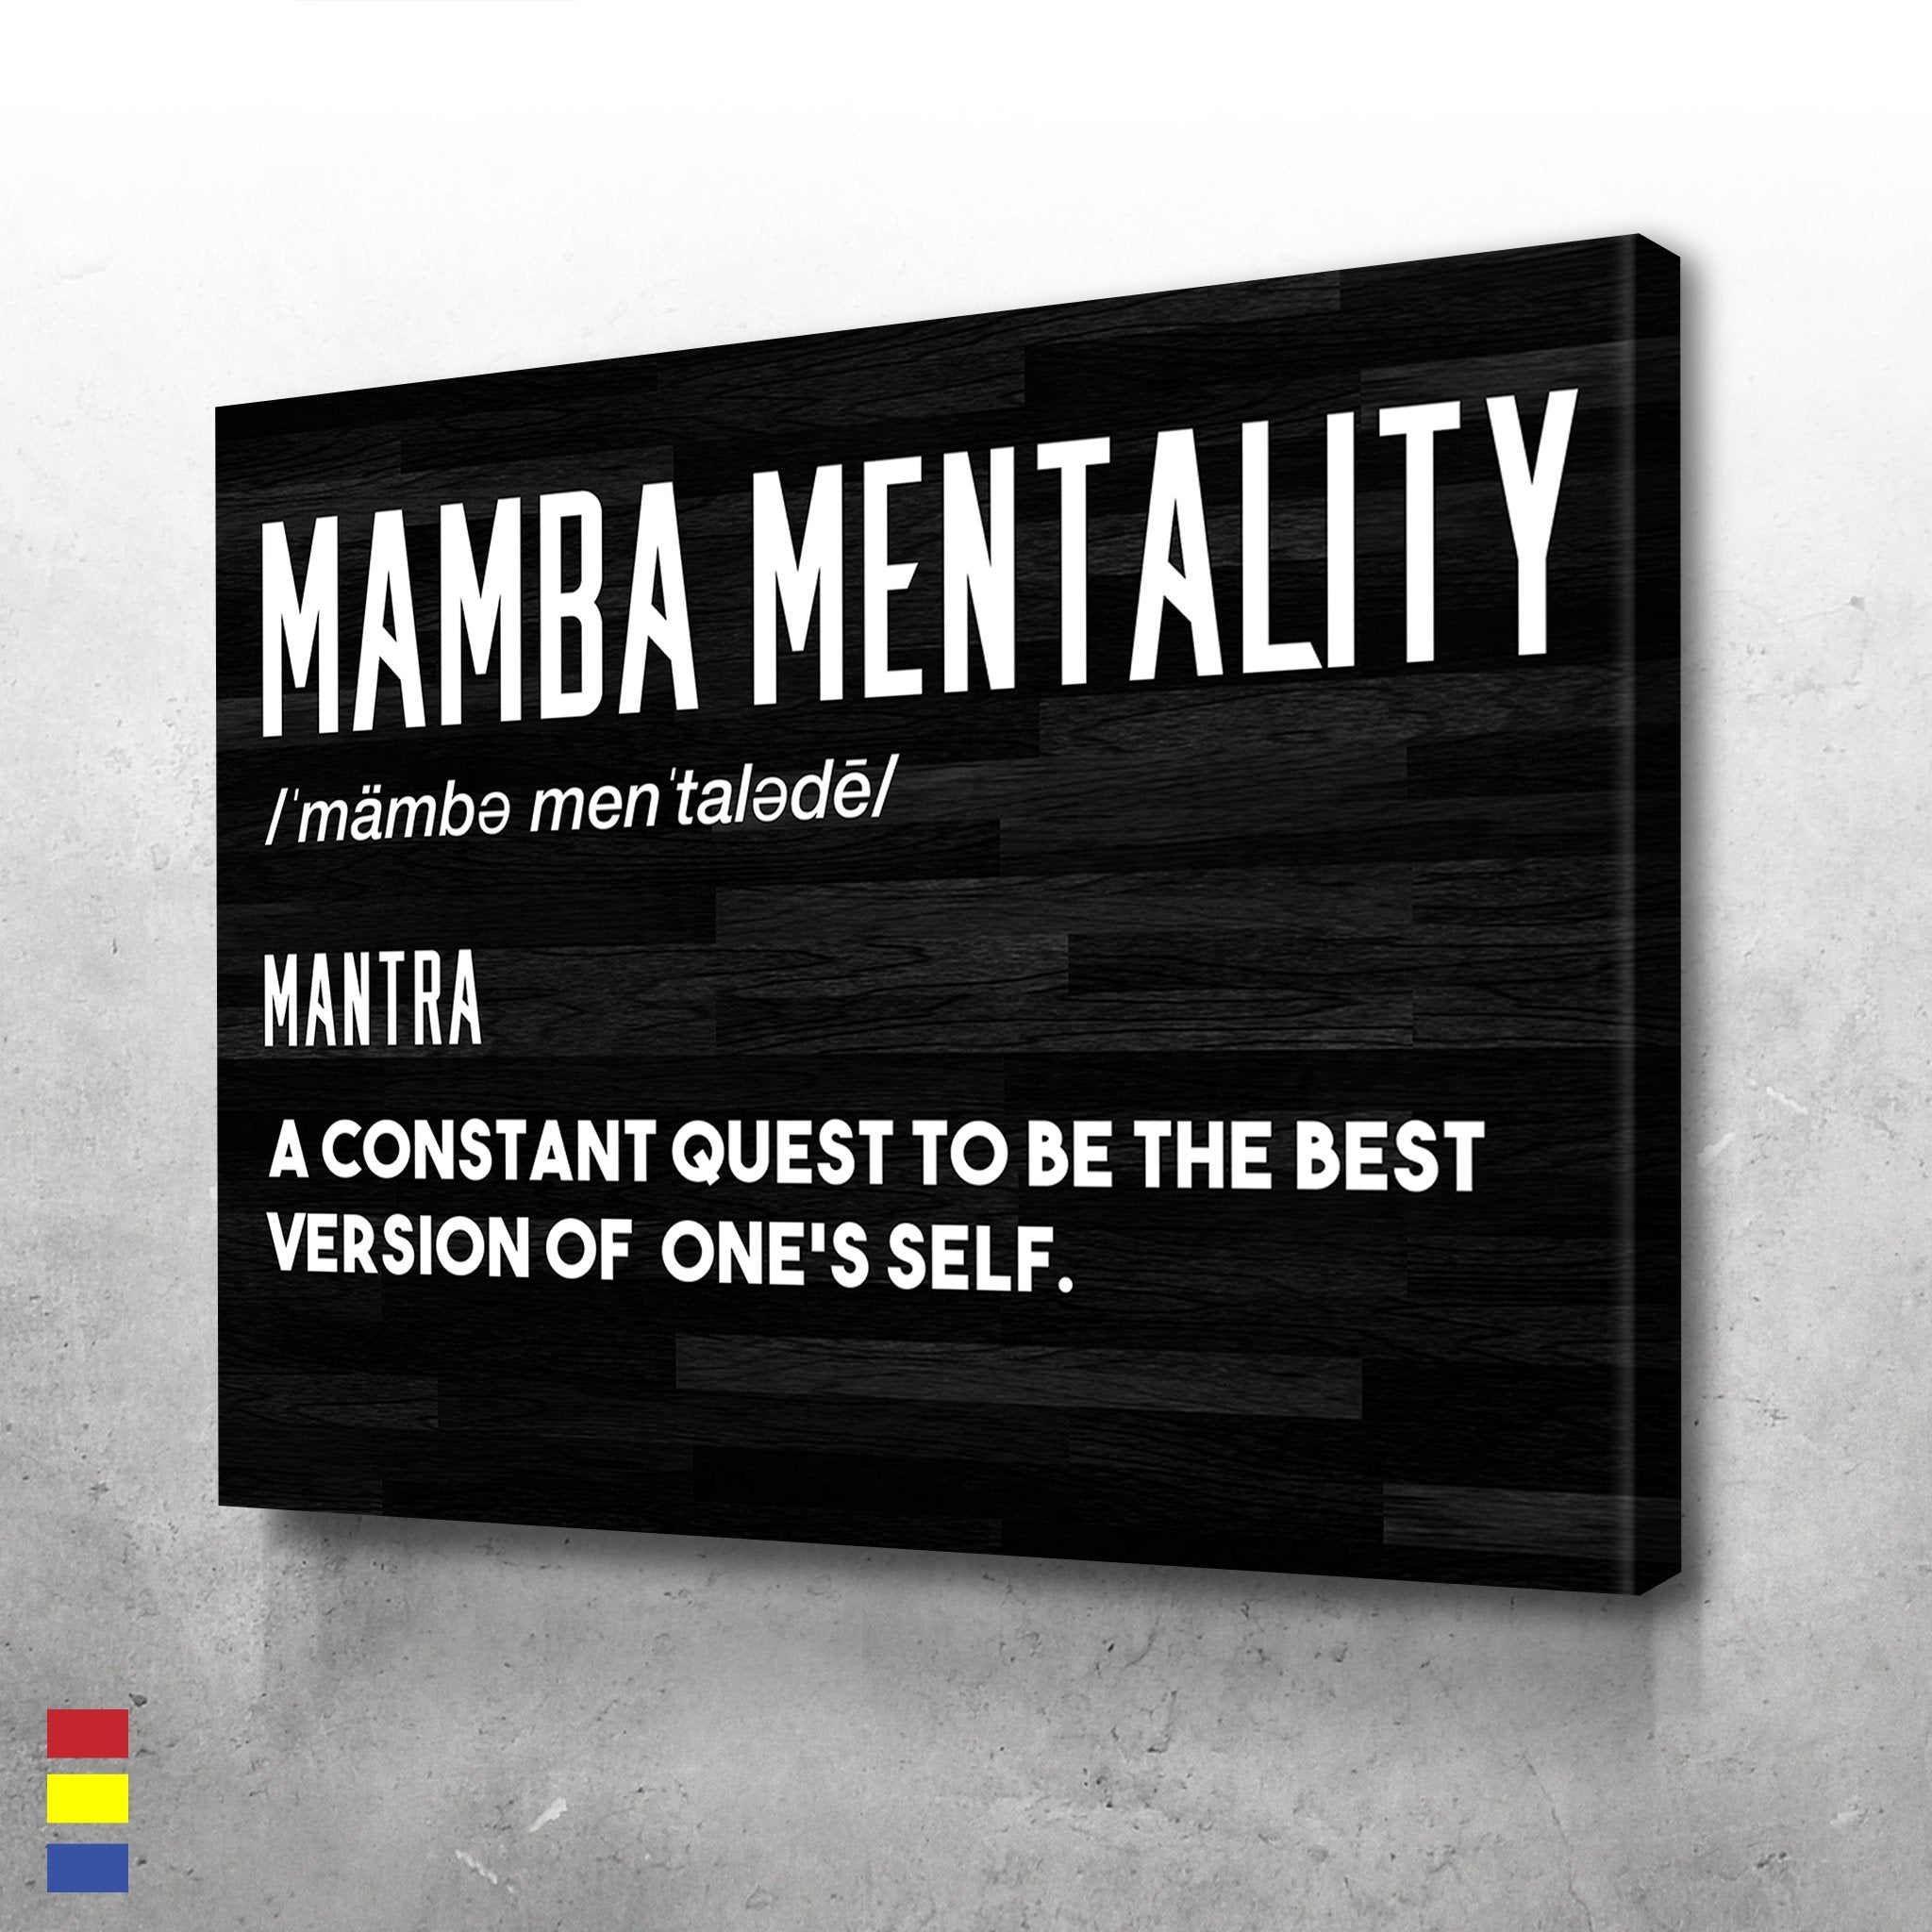 MAMBA MENTALITY
/ˈmämbə menˈtalədē/
MANTRA
A CONSTANT QUEST TO BE THE BEST
VERSION OF ONE'S SELF.